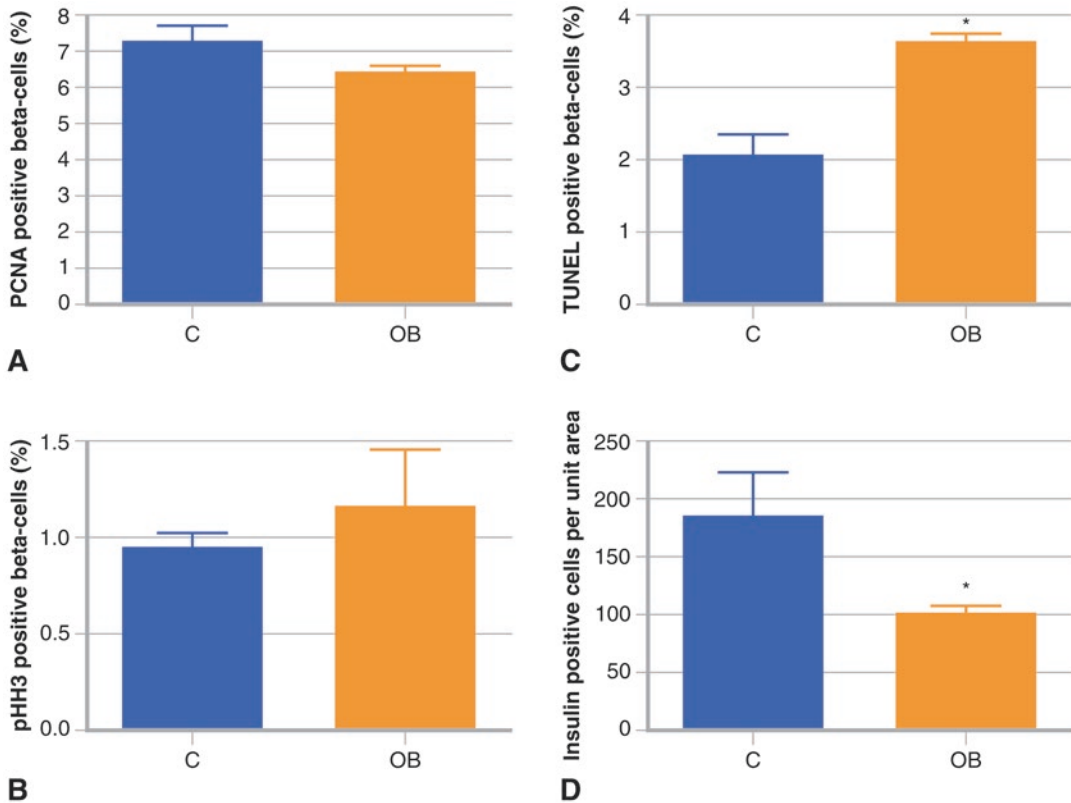 PCNA positive beta-cells (%)
8
7
6
5
4
3
2
1
0
C
OB
A
TUNEL positive beta-cells (%)
4
3
2
1
0
*
C
OB
C
pHH3 positive beta-cells (%)
1.5
1.0
0.5
0.0
C
OB
B
Insulin positive cells per unit area
250
200
150
100
50
0
*
C
OB
D